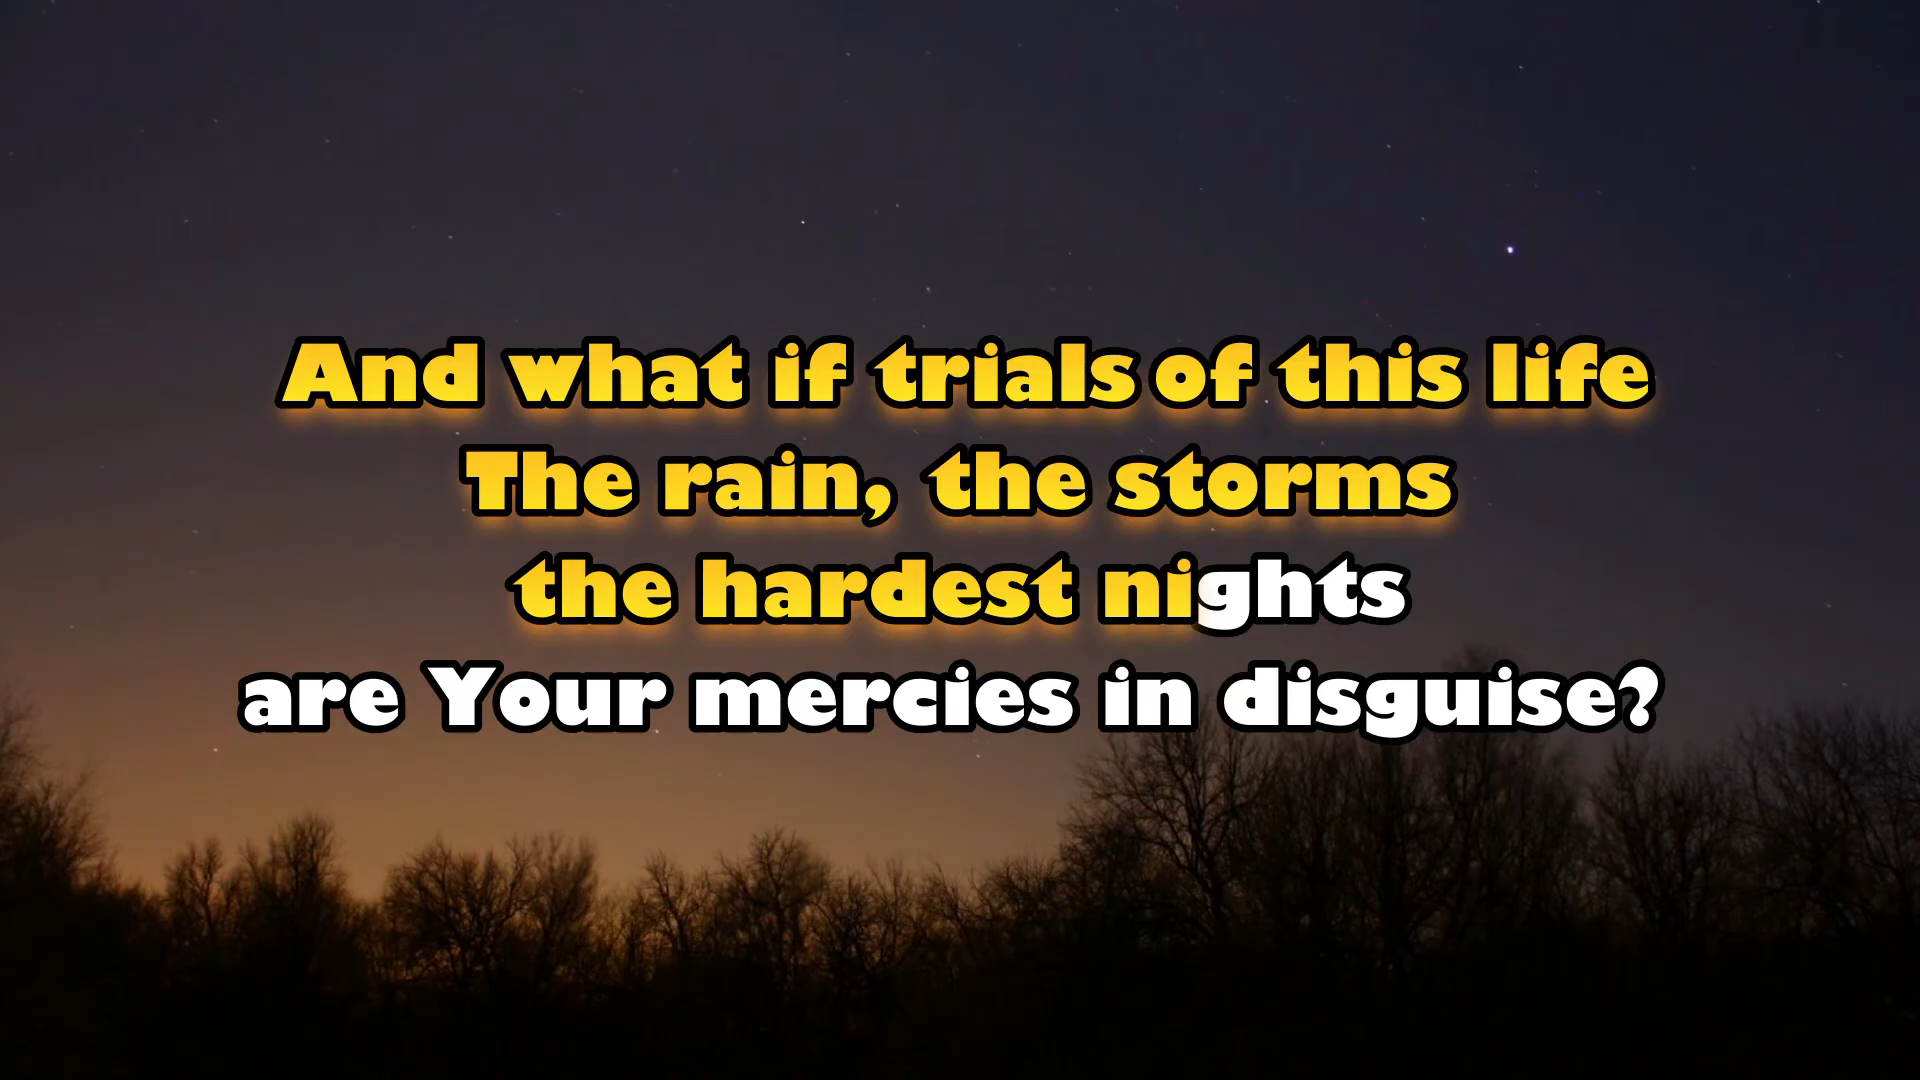 And what if trials of this life
The rain, the storms
the hardest nights
are Your mercies in disguise?